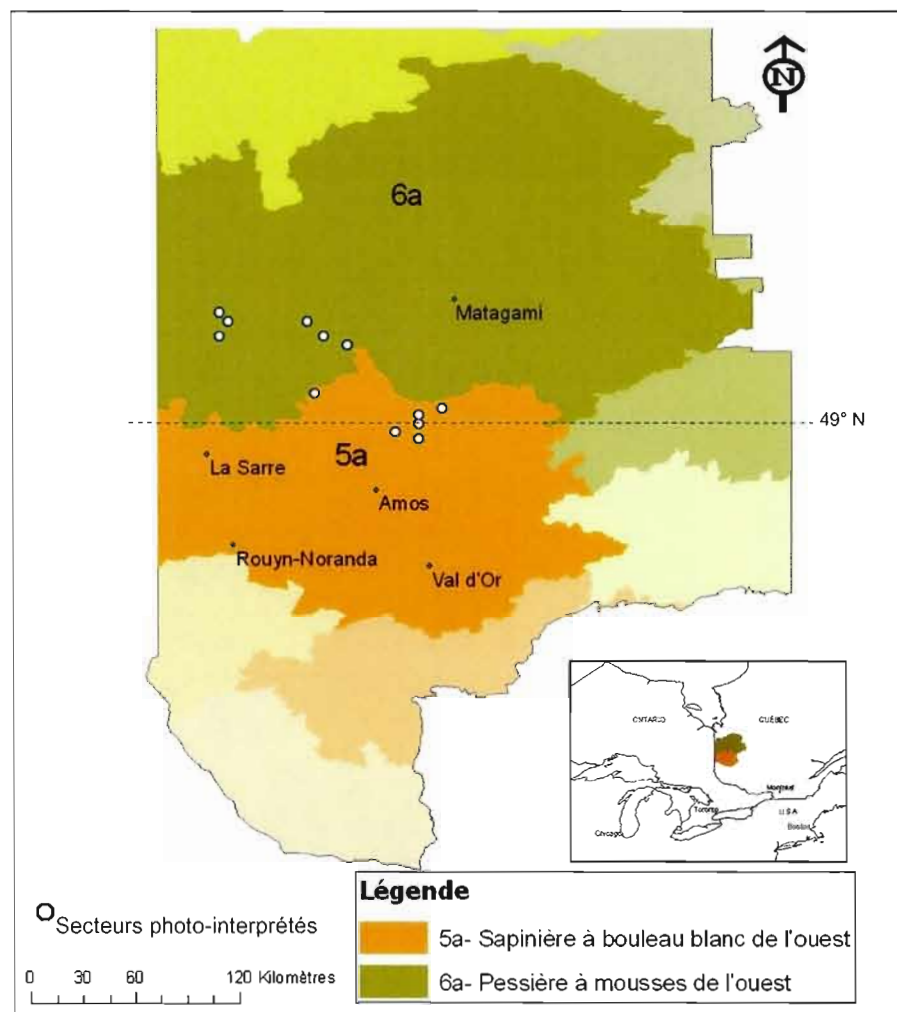 N
6a
Matagami
49° N
5a
La Sarre
Amos
Rouyn-Noranda
Val d'Or
ONTARIO
QUÉBEC
Montréal
Toronto
U S A
Boston
Chicago
Légende
Secteurs photo-interprétés
5a- Sapinière à bouleau blanc de l'ouest
6a- Pessière à mousses de l'ouest
0 30 60 120 Kilomètres